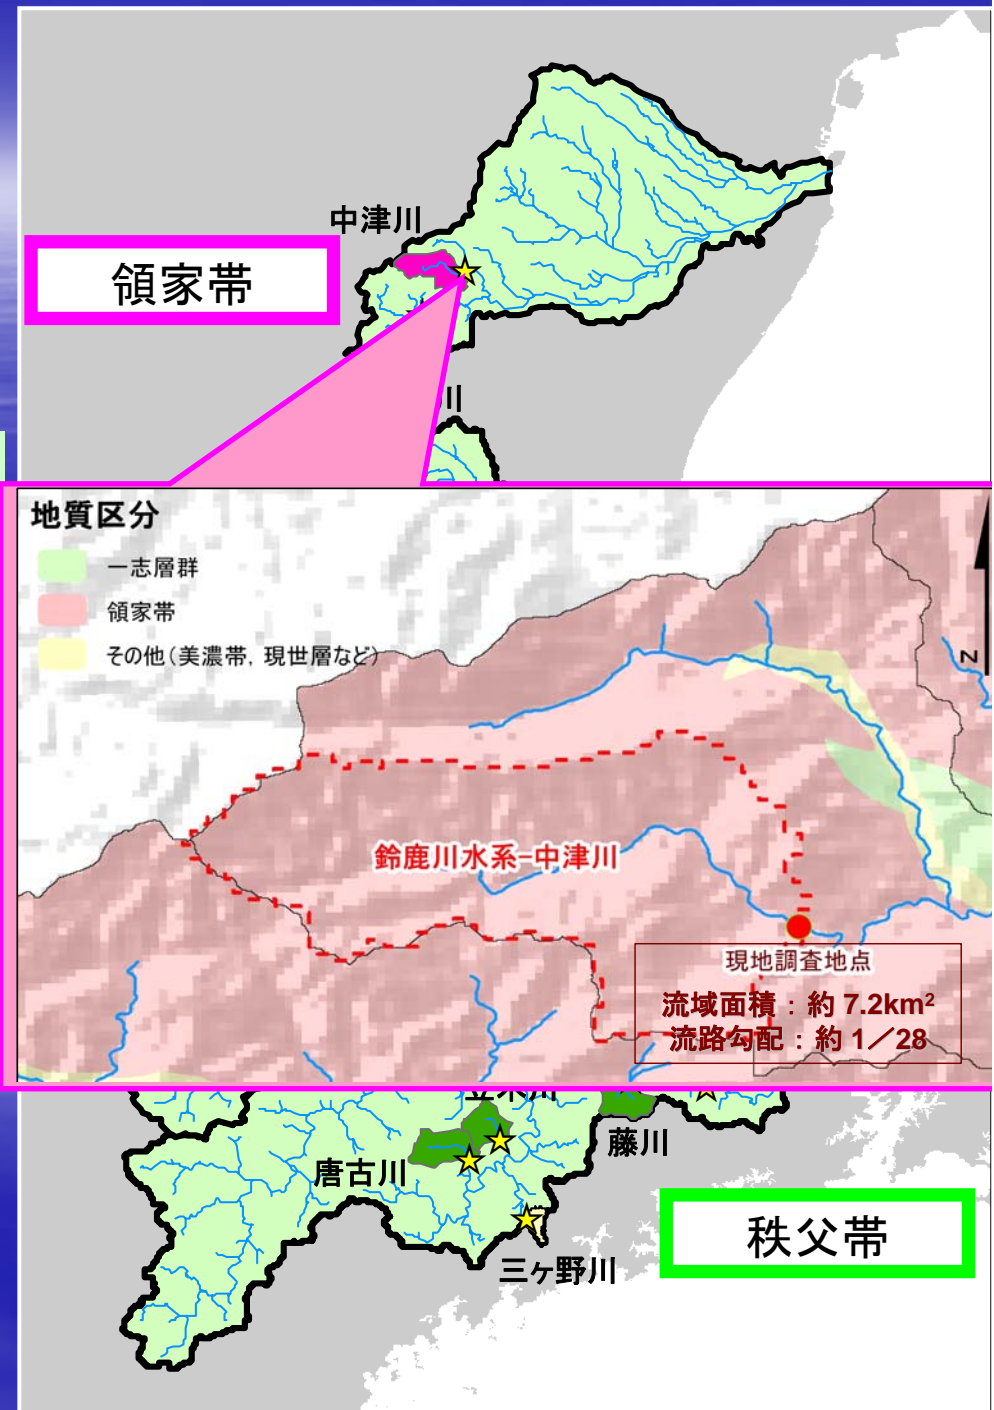 中津川
領家帯
川
地質区分
一志層群
領家帯
その他(美濃帯, 現世層など)
N
鈴鹿川水系-中津川
現地調査地点
流域面積:約 7.2km²
流路勾配:約 1/28
藤川
唐古川
秩父帯
三ヶ野川